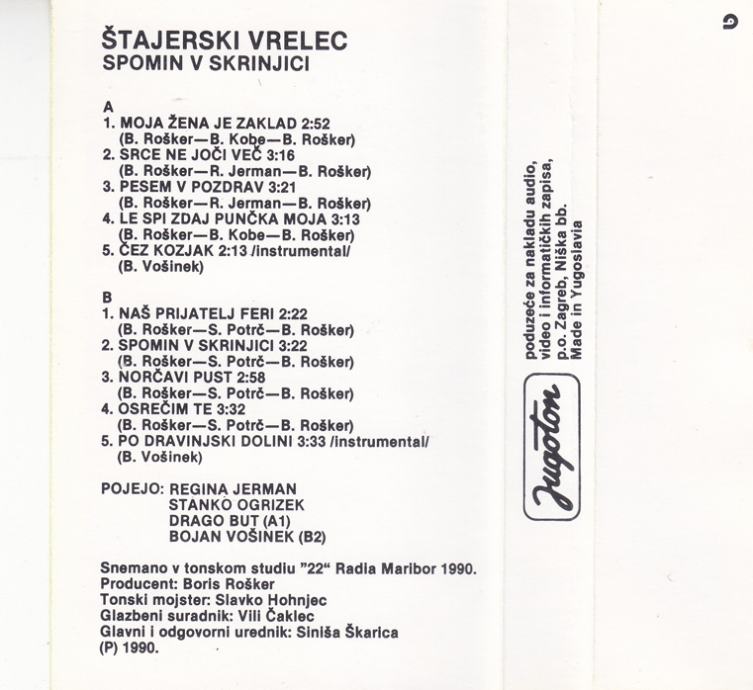 ŠTAJERSKI VRELEC
SPOMIN V SKRINJICI
A
1. MOJA ŽENA JE ZAKLAD 2:52
(B. Rošker—B. Kobe—B. Rošker)
2. SRCE NE JOČI VEČ 3:16
(B. Rošker—R. Jerman—B. Rošker)
3. PESEM V POZDRAV 3:21
(B. Rošker—R. Jerman—B. Rošker)
4. LE SPI ZDAJ PUNČKA MOJA 3:13
(B. Rošker—B. Kobe—B. Rošker)
5. ČEZ KOZJAK 2:13 /instrumental/
(B. Vošinek)
B
1. NAŠ PRIJATELJ FERI 2:22
(B. Rošker—S. Potrč—B. Rošker)
2. SPOMIN V SKRINJICI 3:22
(B. Rošker—S. Potrč—B. Rošker)
3. NORČAVI PUST 2:58
(B. Rošker—S. Potrč—B. Rošker)
4. OSREČIM TE 3:32
(B. Rošker—S. Potrč—B. Rošker)
5. PO DRAVINJSKI DOLINI 3:33 /instrumental/
(B. Vošinek)
POJEJO: REGINA JERMAN
STANKO OGRIZEK
DRAGO BUT (A1)
BOJAN VOŠINEK (B2)
Snemano v tonskom studiu "22“ Radia Maribor 1990.
Producent: Boris Rošker
Tonski mojster: Slavko Hohnjec
Glazbeni suradnik: Vili Čaklec
Glavni i odgovorni urednik: Siniša Škarica
(P) 1990.
poduzeće za nakladu audio,
video i informatičkih zapisa,
p.o. Zagreb, Niška bb.
Made in Yugoslavia
Jugoton